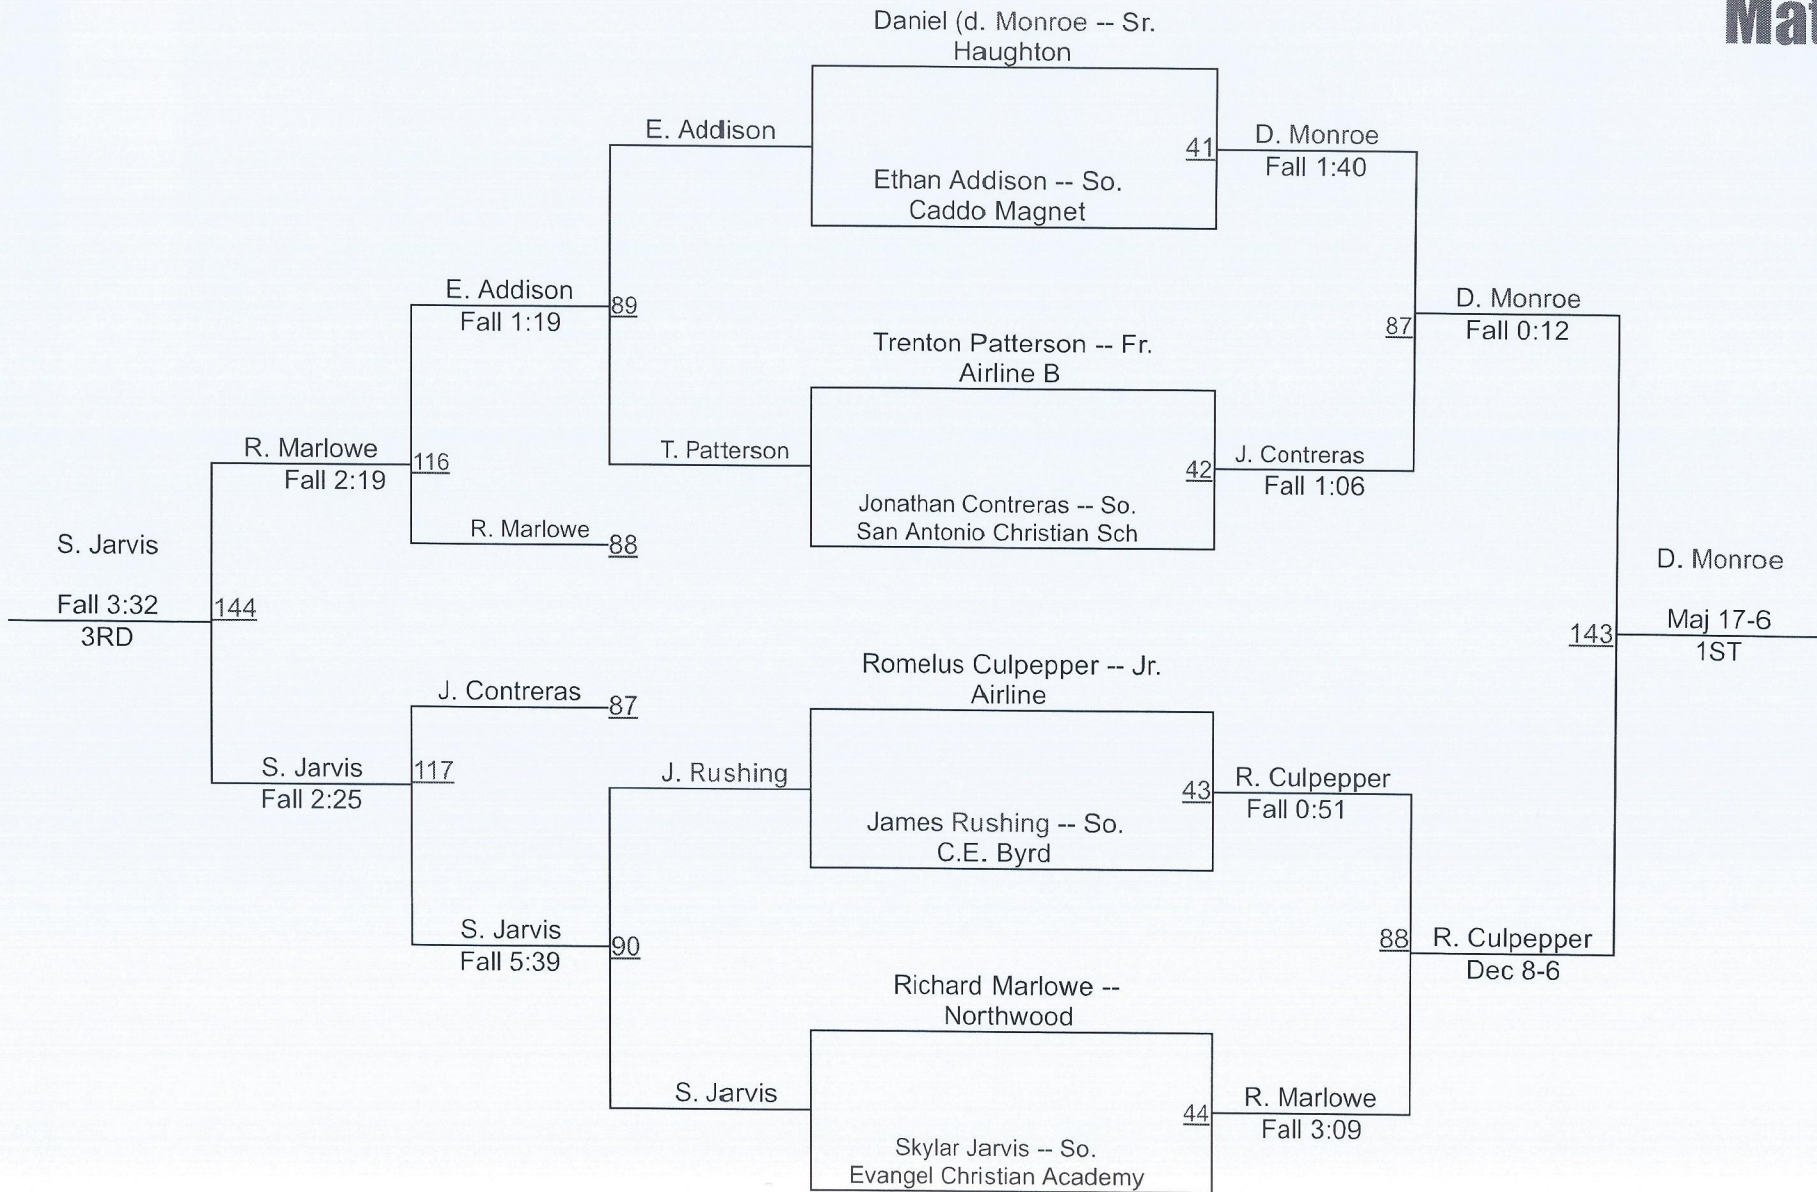 Mat
Daniel (d. Monroe -- Sr.
Haughton
E. Addison
41
D. Monroe
Fall 1:40
Ethan Addison -- So.
Caddo Magnet
E. Addison
Fall 1:19
89
D. Monroe
Fall 0:12
87
Trenton Patterson -- Fr.
Airline B
R. Marlowe
Fall 2:19
116
T. Patterson
42
J. Contreras
Fall 1:06
Jonathan Contreras -- So.
San Antonio Christian Sch
R. Marlowe
88
S. Jarvis
Fall 3:32
3RD
144
D. Monroe
Maj 17-6
1ST
143
J. Contreras
87
Romelus Culpepper -- Jr.
Airline
S. Jarvis
Fall 2:25
117
J. Rushing
43
R. Culpepper
Fall 0:51
James Rushing -- So.
C.E. Byrd
S. Jarvis
Fall 5:39
90
88
R. Culpepper
Dec 8-6
Richard Marlowe --
Northwood
S. Jarvis
44
R. Marlowe
Fall 3:09
Skylar Jarvis -- So.
Evangel Christian Academy